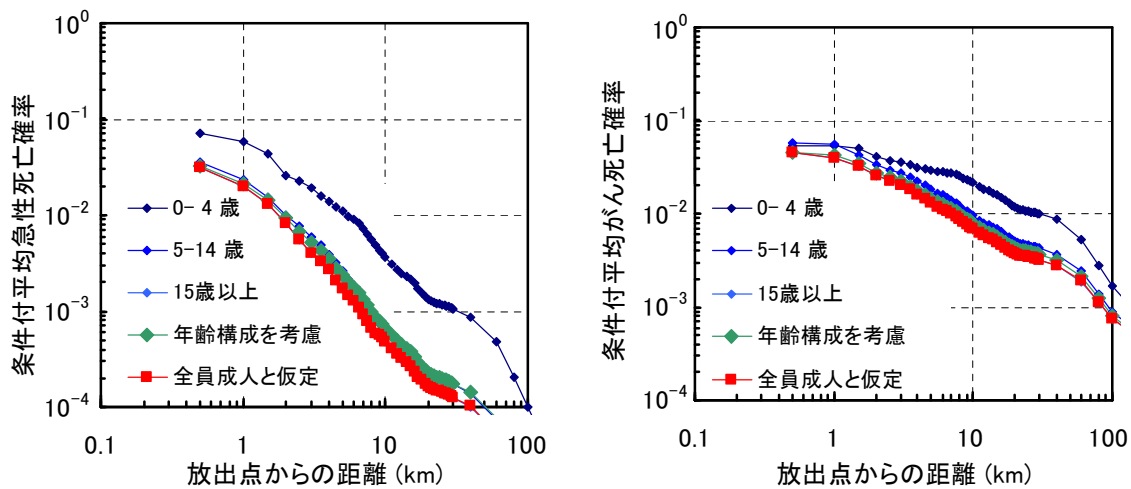 条件付平均急性死亡確率
10⁰
10⁻¹
10⁻²
10⁻³
10⁻⁴
0- 4 歳
5-14 歳
15歳以上
年齢構成を考慮
全員成人と仮定
0.1
1
10
100
放出点からの距離 (km)
条件付平均がん死亡確率
10⁰
10⁻¹
10⁻²
10⁻³
10⁻⁴
0- 4 歳
5-14 歳
15歳以上
年齢構成を考慮
全員成人と仮定
0.1
1
10
100
放出点からの距離 (km)